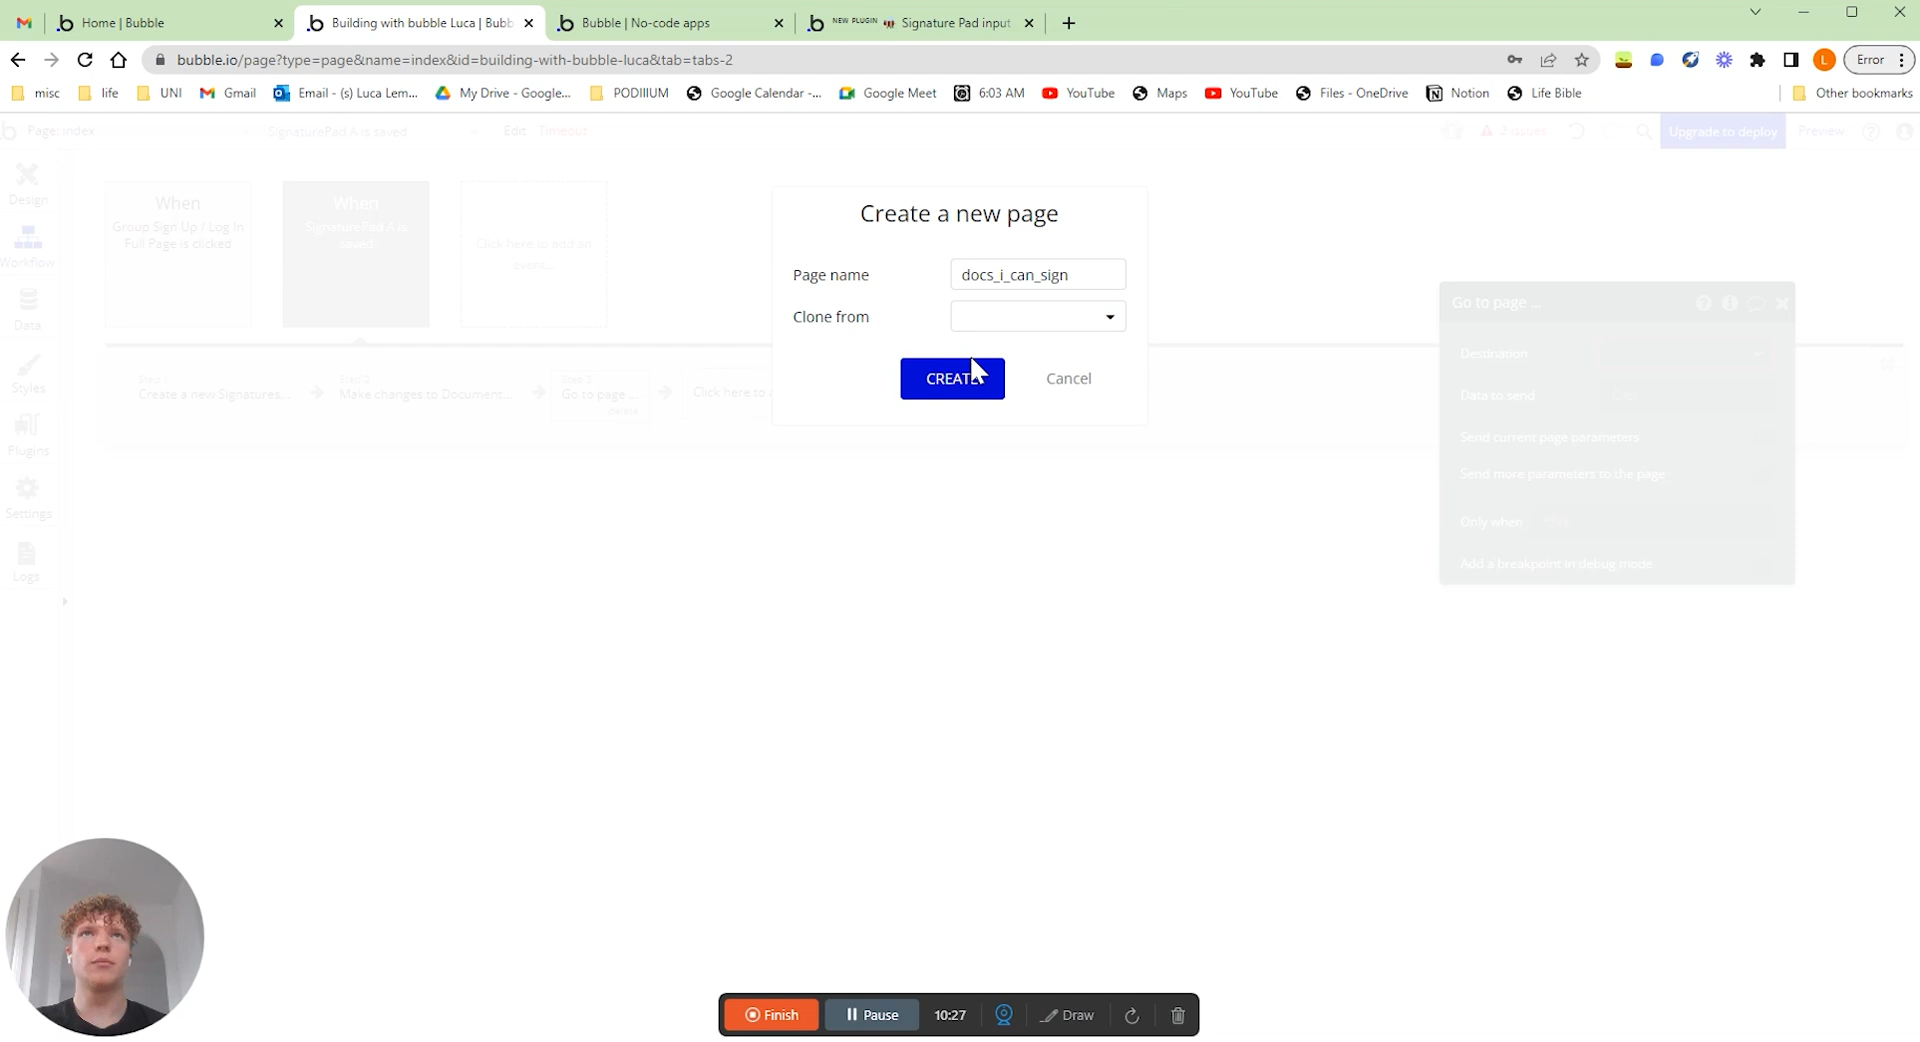 Home | Bubble
Building with bubble Luca | Bubb
Bubble | No-code apps
NEW PLUGIN Signature Pad input
bubble.io/page?type=page&name=index&id=building-with-bubble-luca&tab=tabs-2
Error
misc
life
UNI
Gmail
Email - (s) Luca Lem...
My Drive - Google...
PODIIIUM
Google Calendar -...
Google Meet
6:03 AM
YouTube
Maps
YouTube
Files - OneDrive
Notion
Life Bible
Other bookmarks
Page: index
SignaturePad A is saved
Edit
Timeout
2 issues
Upgrade to deploy
Preview
Design
Workflow
Data
Styles
Plugins
Settings
Logs
When
Group Sign Up / Log In
Full Page is clicked
When
SignaturePad A is
saved
Click here to add an
event...
Step 1
Create a new Signatures...
Step 2
Make changes to Document...
Step 3
Go to page ...
delete
Click here to
Create a new page
Page name
docs_i_can_sign
Clone from
CREATE
Cancel
Go to page ...
Destination
Data to send
Send current page parameters
Send more parameters to the page
Only when
Click
Add a breakpoint in debug mode
Finish
Pause
10:27
Draw